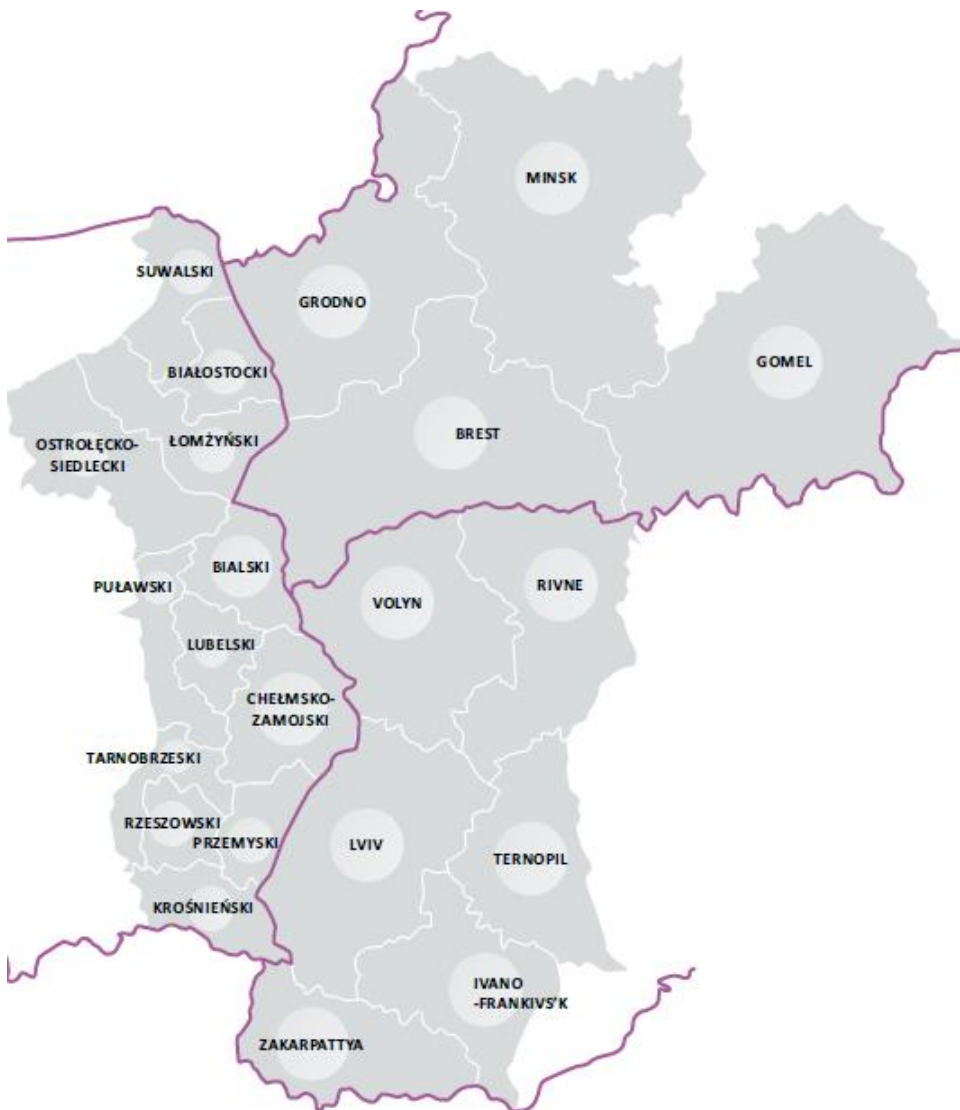 MINSK
SUWALSKI
GRODNO
GOMEL
BIAŁOSTOCKI
BREST
ŁOMŻYŃSKI
OSTROŁĘCKO-
SIEDLECKI
BIALSKI
PUŁAWSKI
RIVNE
VOLYN
LUBELSKI
CHEŁMSKO-
ZAMOJSKI
TARNOBRZESKI
RZESZOWSKI
PRZEMYSKI
LVIV
TERNOPIL
KROŚNIEŃSKI
IVANO
-FRANKIVS'K
ZAKARPATTYA